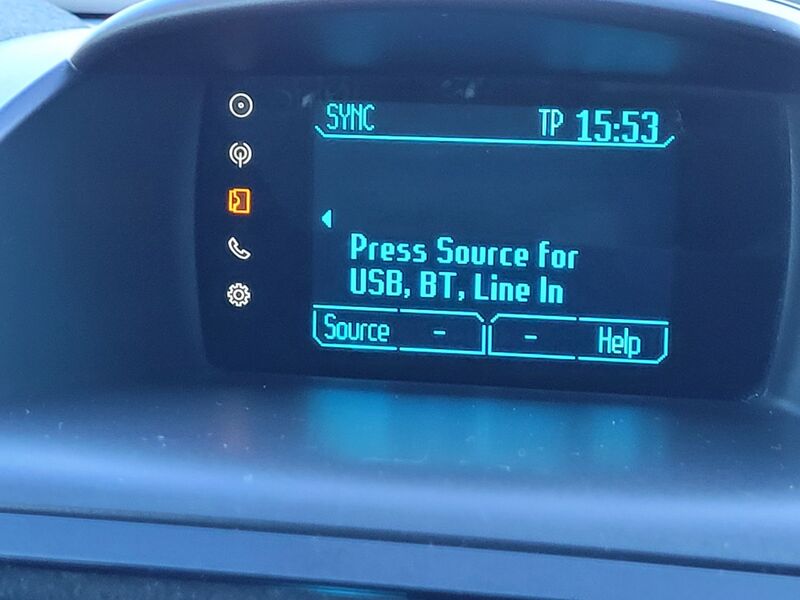 SYNC TP 15:53
Press Source for
USB, BT, Line In
Source - - Help